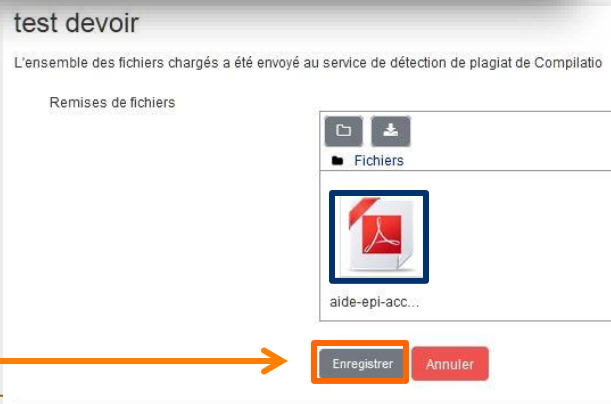 test devoir
L'ensemble des fichiers chargés a été envoyé au service de détection de plagiat de Compilatio
Remises de fichiers
Fichiers
aide-epi-acc...
Enregistrer Annuler